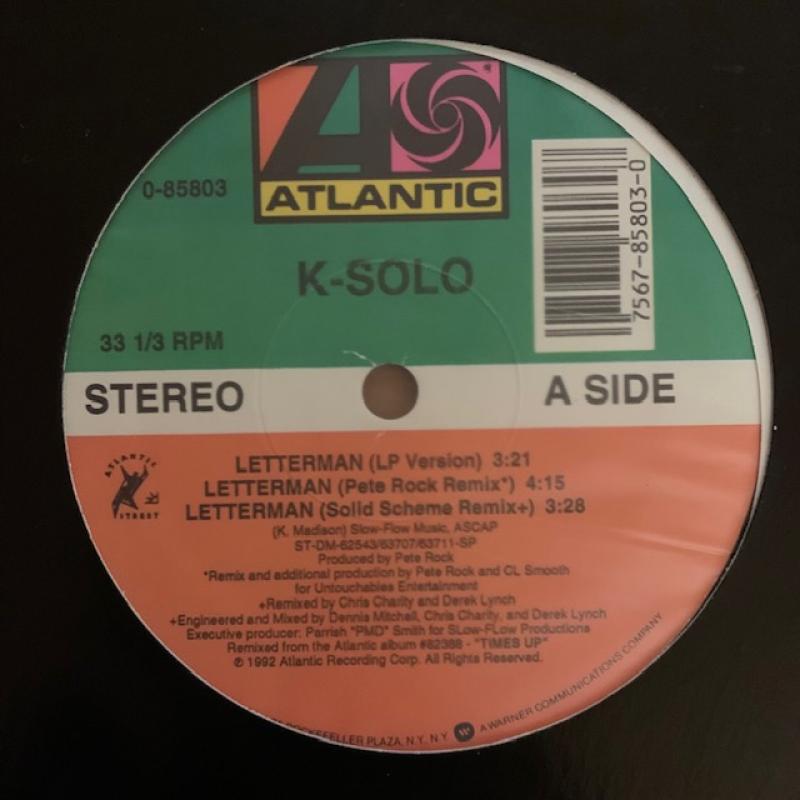 ATLANTIC
0-85803
K-SOLO
7567-85803-0
33 1/3 RPM
STEREO
A SIDE
ATLANTIC
STREET
LETTERMAN (LP Version) 3:21
LETTERMAN (Pete Rock Remix*) 4:15
LETTERMAN (Solid Scheme Remix+) 3:28
(K. Madison) Slow-Flow Music, ASCAP
ST-DM-62543/63707/63711-SP
Produced by Pete Rock
*Remix and additional production by Pete Rock and CL Smooth
for Untouchables Entertainment
+Remixed by Chris Charity and Derek Lynch
+Engineered and Mixed by Dennis Mitchell, Chris Charity, and Derek Lynch
Executive producer: Parrish "PMD" Smith for SLow-FLow Productions
Remixed from the Atlantic album #82388 - "TIMES UP"
℗ 1992 Atlantic Recording Corp. All Rights Reserved.
ROCKEFELLER PLAZA, N.Y. N.Y. A WARNER COMMUNICATIONS COMPANY